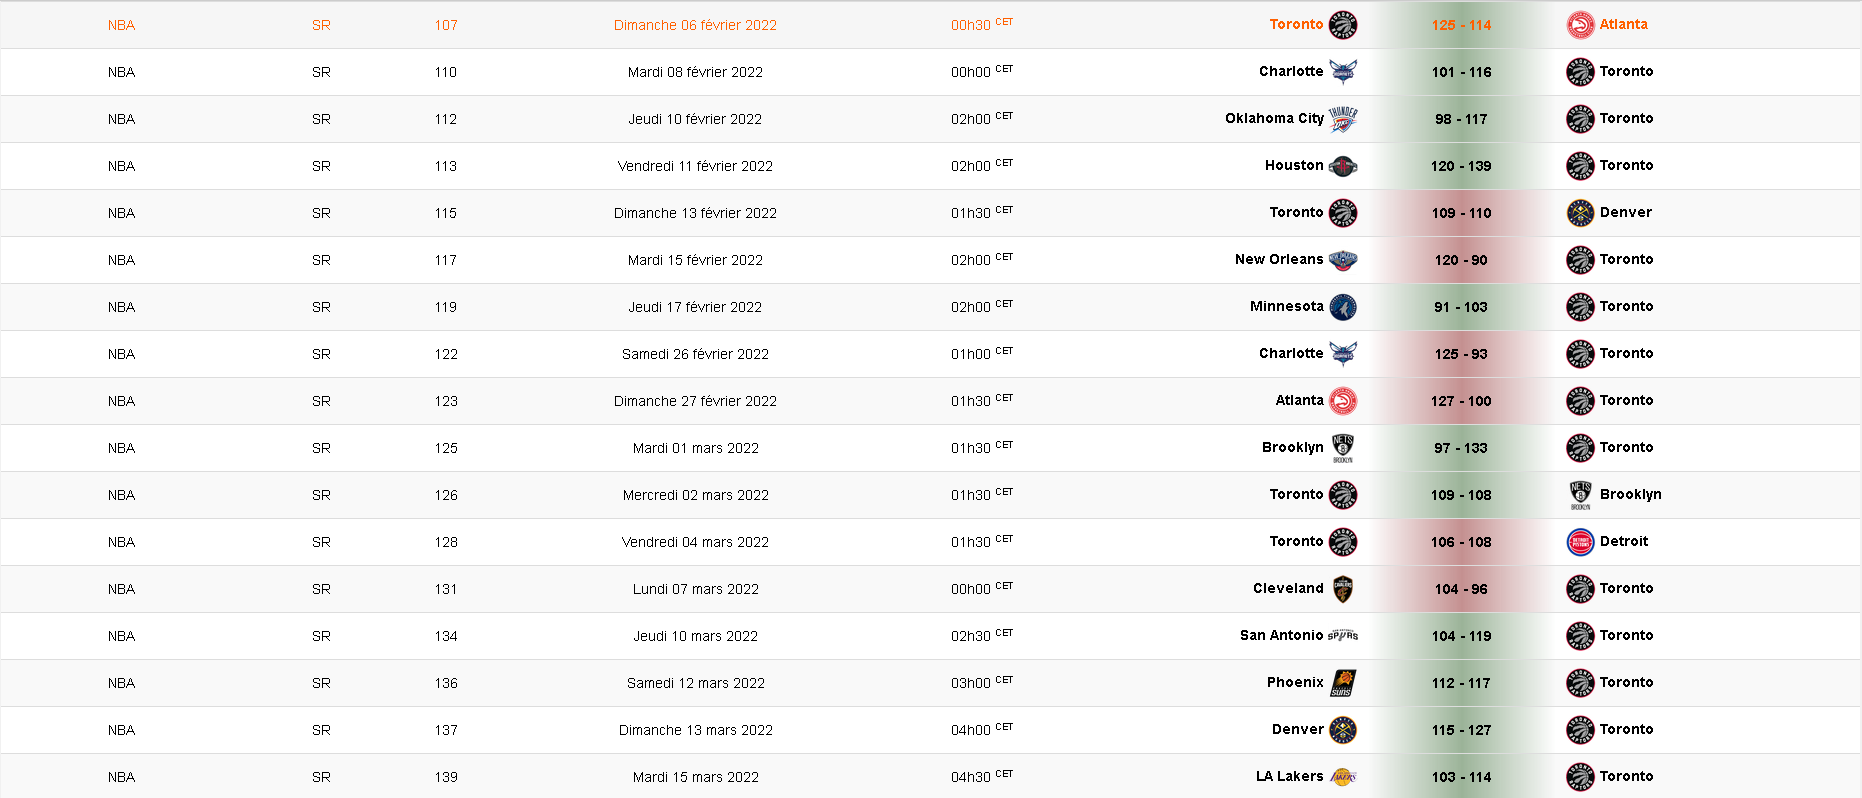 NBA SR 107 Dimanche 06 février 2022 00h30 CET Toronto 125 - 114 Atlanta
NBA SR 110 Mardi 08 février 2022 00h00 CET Charlotte 101 - 116 Toronto
NBA SR 112 Jeudi 10 février 2022 02h00 CET Oklahoma City 98 - 117 Toronto
NBA SR 113 Vendredi 11 février 2022 02h00 CET Houston 120 - 139 Toronto
NBA SR 115 Dimanche 13 février 2022 01h30 CET Toronto 109 - 110 Denver
NBA SR 117 Mardi 15 février 2022 02h00 CET New Orleans 120 - 90 Toronto
NBA SR 119 Jeudi 17 février 2022 02h00 CET Minnesota 91 - 103 Toronto
NBA SR 122 Samedi 26 février 2022 01h00 CET Charlotte 125 - 93 Toronto
NBA SR 123 Dimanche 27 février 2022 01h30 CET Atlanta 127 - 100 Toronto
NBA SR 125 Mardi 01 mars 2022 01h30 CET Brooklyn 97 - 133 Toronto
NBA SR 126 Mercredi 02 mars 2022 01h30 CET Toronto 109 - 108 Brooklyn
NBA SR 128 Vendredi 04 mars 2022 01h30 CET Toronto 106 - 108 Detroit
NBA SR 131 Lundi 07 mars 2022 00h00 CET Cleveland 104 - 96 Toronto
NBA SR 134 Jeudi 10 mars 2022 02h30 CET San Antonio 104 - 119 Toronto
NBA SR 136 Samedi 12 mars 2022 03h00 CET Phoenix 112 - 117 Toronto
NBA SR 137 Dimanche 13 mars 2022 04h00 CET Denver 115 - 127 Toronto
NBA SR 139 Mardi 15 mars 2022 04h30 CET LA Lakers 103 - 114 Toronto